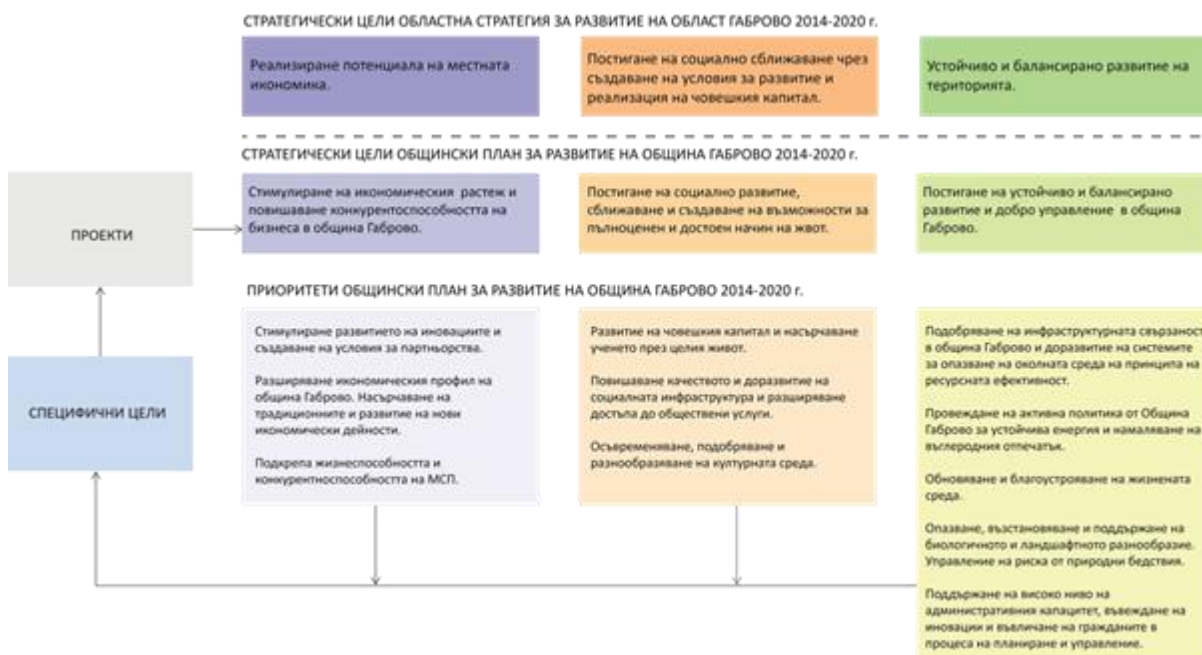 СТРАТЕГИЧЕСКИ ЦЕЛИ ОБЛАСТНА СТРАТЕГИЯ ЗА РАЗВИТИЕ НА ОБЛАСТ ГАБРОВО 2014-2020 г.
Реализиране потенциала на местната
икономика.
Постигане на социално сближаване чрез
създаване на условия за развитие и
реализация на човешкия капитал.
Устойчиво и балансирано развитие на
територията.
СТРАТЕГИЧЕСКИ ЦЕЛИ ОБЩИНСКИ ПЛАН ЗА РАЗВИТИЕ НА ОБЩИНА ГАБРОВО 2014-2020 г.
ПРОЕКТИ
Стимулиране на икономическия растеж и
повишаване конкурентоспособността на
бизнеса в община Габрово.
Постигане на социално развитие,
сближаване и създаване на възможности за
пълноценен и достоен начин на жвот.
Постигане на устойчиво и балансирано
развитие и добро управление в община
Габрово.
ПРИОРИТЕТИ ОБЩИНСКИ ПЛАН ЗА РАЗВИТИЕ НА ОБЩИНА ГАБРОВО 2014-2020 г.
СПЕЦИФИЧНИ ЦЕЛИ
Стимулиране развитието на иновациите и
създаване на условия за партньорства.
Разширяване икономическия профил на
община Габрово. Насърчаване на
традиционните и развитие на нови
икономически дейности.
Подкрепа жизнеспособността и
конкурентноспособността на МСП.
Развитие на човешкия капитал и насърчаване
ученето през целия живот.
Повишаване качеството и доразвитие на
социалната инфраструктура и разширяване
достъпа до обществени услуги.
Осъвременяване, подобряване и
разнообразяване на културната среда.
Подобряване на инфраструктурната свързаност
в община Габрово и доразвитие на системите
за опазване на околната среда на принципа на
ресурсната ефективност.
Провеждане на активна политика от Община
Габрово за устойчива енергия и намаляване на
въглеродния отпечатък.
Обновяване и благоустрояване на жизнената
среда.
Опазване, възстановяване и поддържане на
биологичното и ландшафтното разнообразие.
Управление на риска от природни бедствия.
Поддържане на високо ниво на
административния капацитет, въвеждане на
иновации и въвличане на гражданите в
процеса на планиране и управление.